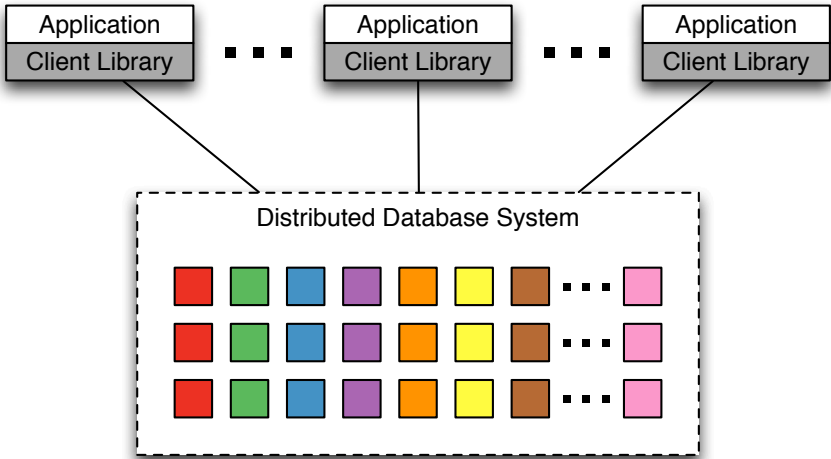 Application
Client Library
Application
Client Library
Application
Client Library
Distributed Database System